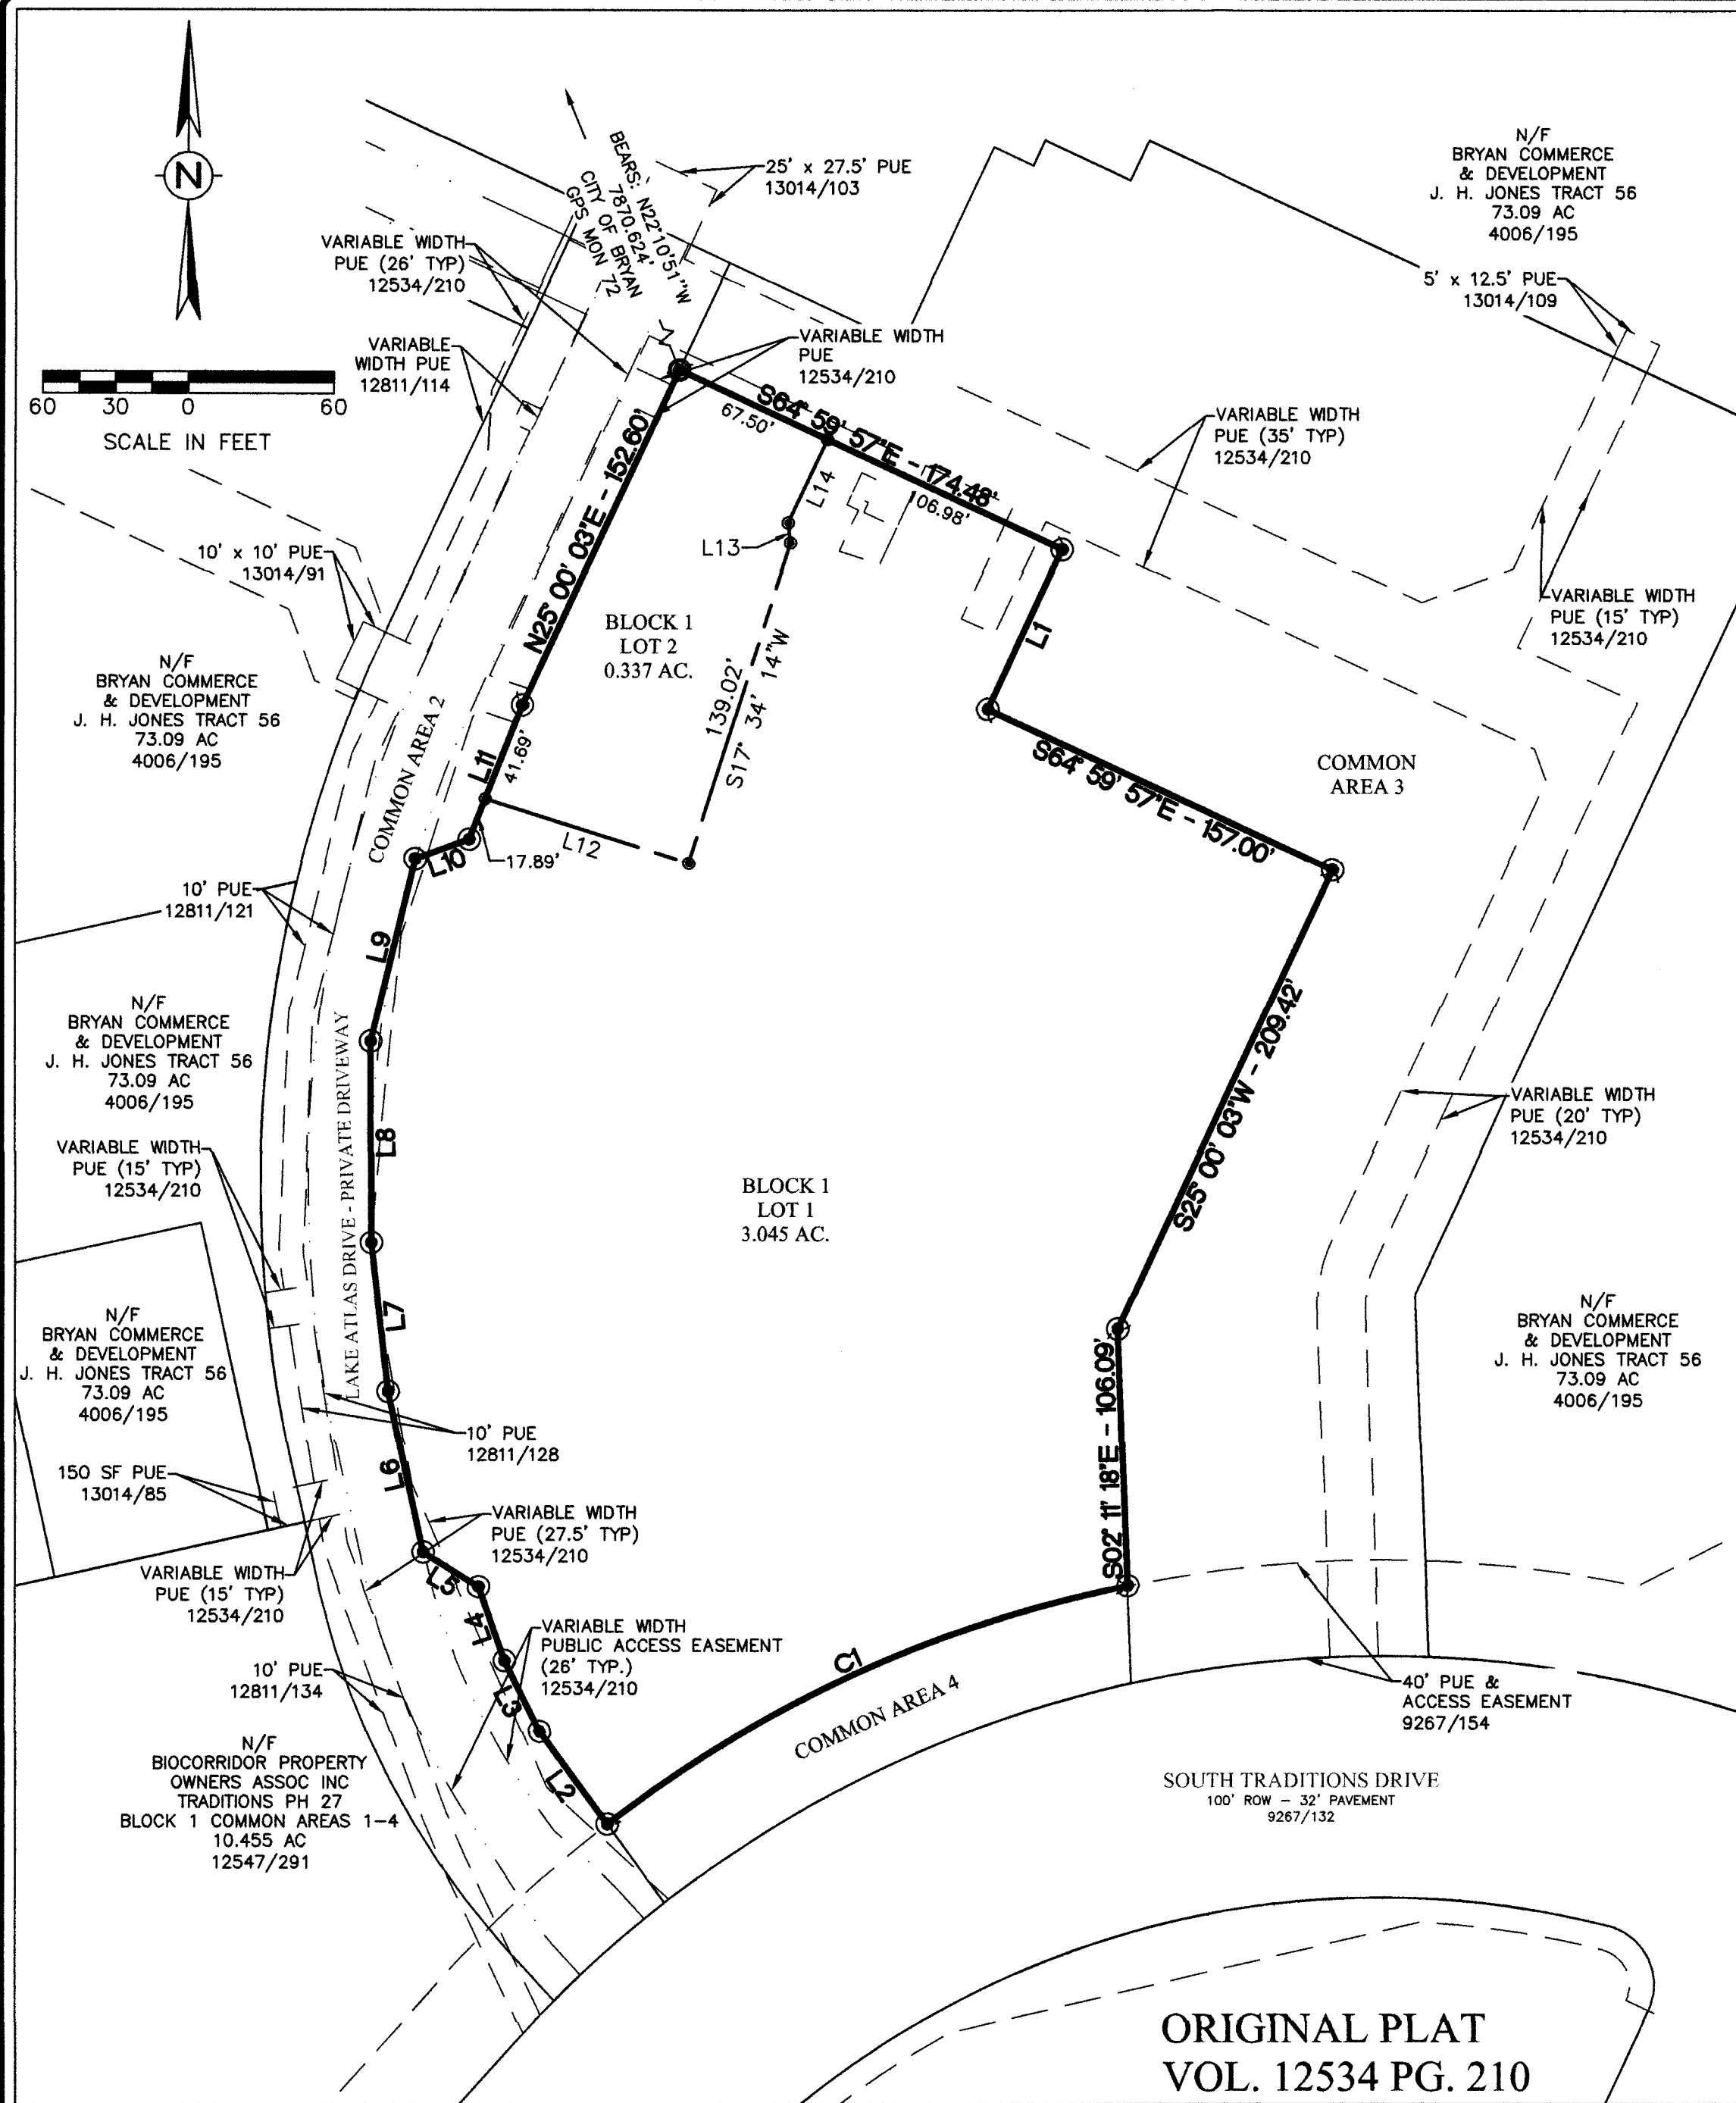 N
60 30 0 60
SCALE IN FEET
BEARS: N22°10'51"W
7870.624'
CITY OF BRYAN
GPS MON 72
25' x 27.5' PUE
13014/103
N/F
BRYAN COMMERCE
& DEVELOPMENT
J. H. JONES TRACT 56
73.09 AC
4006/195
5' x 12.5' PUE
13014/109
VARIABLE WIDTH
PUE (26' TYP)
12534/210
VARIABLE
WIDTH PUE
12811/114
VARIABLE WIDTH
PUE
12534/210
S64° 59' 57"E - 174.48'
67.50'
106.98'
VARIABLE WIDTH
PUE (35' TYP)
12534/210
N25° 00' 03"E - 152.60'
L14
L13
10' x 10' PUE
13014/91
VARIABLE WIDTH
PUE (15' TYP)
12534/210
BLOCK 1
LOT 2
0.337 AC.
L1
139.02'
S17° 34' 14"W
N/F
BRYAN COMMERCE
& DEVELOPMENT
J. H. JONES TRACT 56
73.09 AC
4006/195
COMMON AREA 2
L11
41.69'
S64° 59' 57"E - 157.00'
COMMON
AREA 3
L12
17.89'
L10
10' PUE
12811/121
L9
N/F
BRYAN COMMERCE
& DEVELOPMENT
J. H. JONES TRACT 56
73.09 AC
4006/195
LAKE ATLAS DRIVE - PRIVATE DRIVEWAY
L8
S25° 00' 03"W - 209.42'
VARIABLE WIDTH
PUE (20' TYP)
12534/210
VARIABLE WIDTH
PUE (15' TYP)
12534/210
BLOCK 1
LOT 1
3.045 AC.
L7
N/F
BRYAN COMMERCE
& DEVELOPMENT
J. H. JONES TRACT 56
73.09 AC
4006/195
N/F
BRYAN COMMERCE
& DEVELOPMENT
J. H. JONES TRACT 56
73.09 AC
4006/195
S02° 11' 18"E - 106.09'
10' PUE
12811/128
L6
150 SF PUE
13014/85
VARIABLE WIDTH
PUE (27.5' TYP)
12534/210
VARIABLE WIDTH
PUE (15' TYP)
12534/210
L5
L4
VARIABLE WIDTH
PUBLIC ACCESS EASEMENT
(26' TYP.)
12534/210
C1
10' PUE
12811/134
L3
COMMON AREA 4
40' PUE &
ACCESS EASEMENT
9267/154
N/F
BIOCORRIDOR PROPERTY
OWNERS ASSOC INC
TRADITIONS PH 27
BLOCK 1 COMMON AREAS 1-4
10.455 AC
12547/291
L2
SOUTH TRADITIONS DRIVE
100' ROW - 32' PAVEMENT
9267/132
ORIGINAL PLAT
VOL. 12534 PG. 210